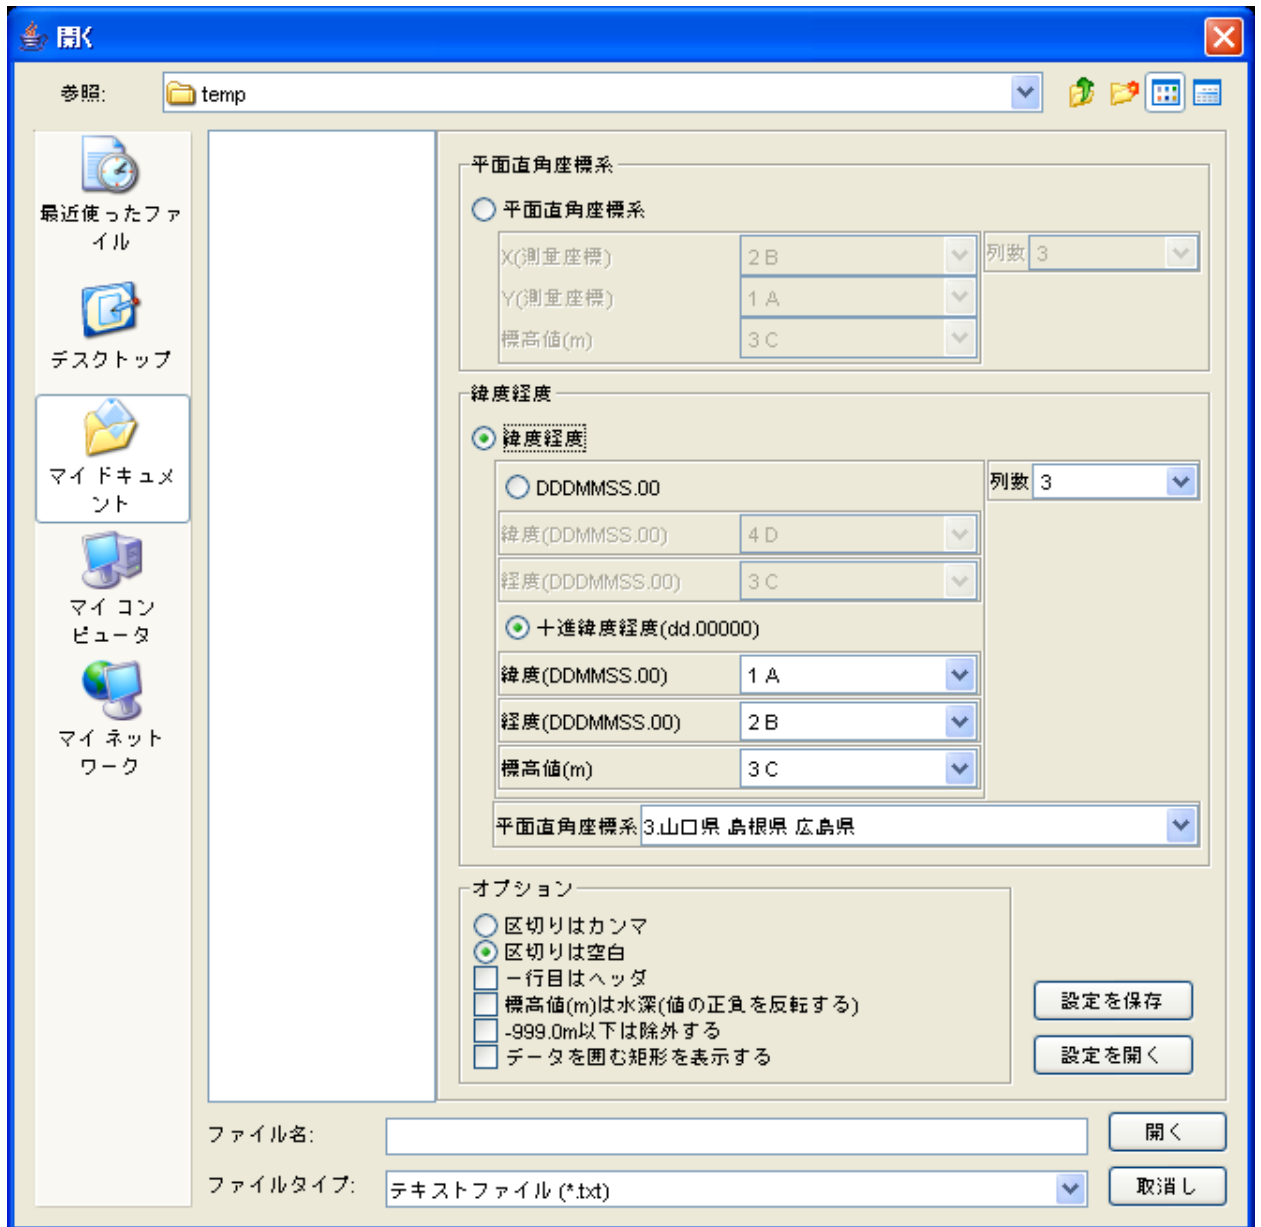 開く
参照: temp
最近使ったファ
イル
デスクトップ
マイ ドキュメ
ント
マイ コン
ピュータ
マイ ネット
ワーク
平面直角座標系
平面直角座標系
X(測量座標) 2 B 列数 3
Y(測量座標) 1 A
標高値(m) 3 C
緯度経度
緯度経度
DDDMMSS.00 列数 3
緯度(DDMMSS.00) 4 D
経度(DDDMMSS.00) 3 C
十進緯度経度(dd.00000)
緯度(DDMMSS.00) 1 A
経度(DDDMMSS.00) 2 B
標高値(m) 3 C
平面直角座標系 3.山口県 島根県 広島県
オプション
区切りはカンマ
区切りは空白
一行目はヘッダ
標高値(m)は水深(値の正負を反転する)
-999.0m以下は除外する
データを囲む矩形を表示する
設定を保存
設定を開く
ファイル名:
開く
ファイルタイプ: テキストファイル (*.txt)
取消し